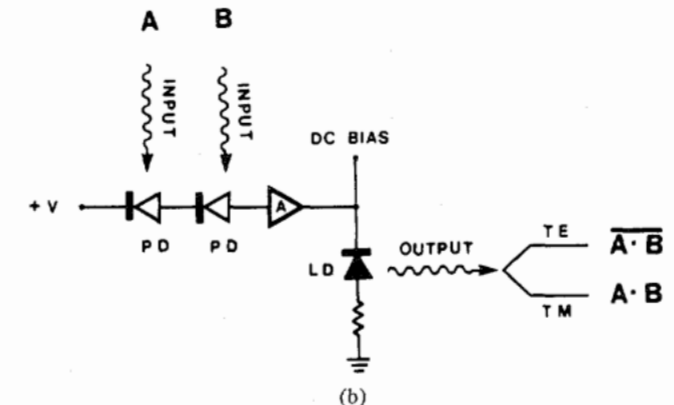 A B
INPUT INPUT
DC BIAS
+ V
A
PD PD
LD
OUTPUT
TE
A·B
A·B
TM
(b)